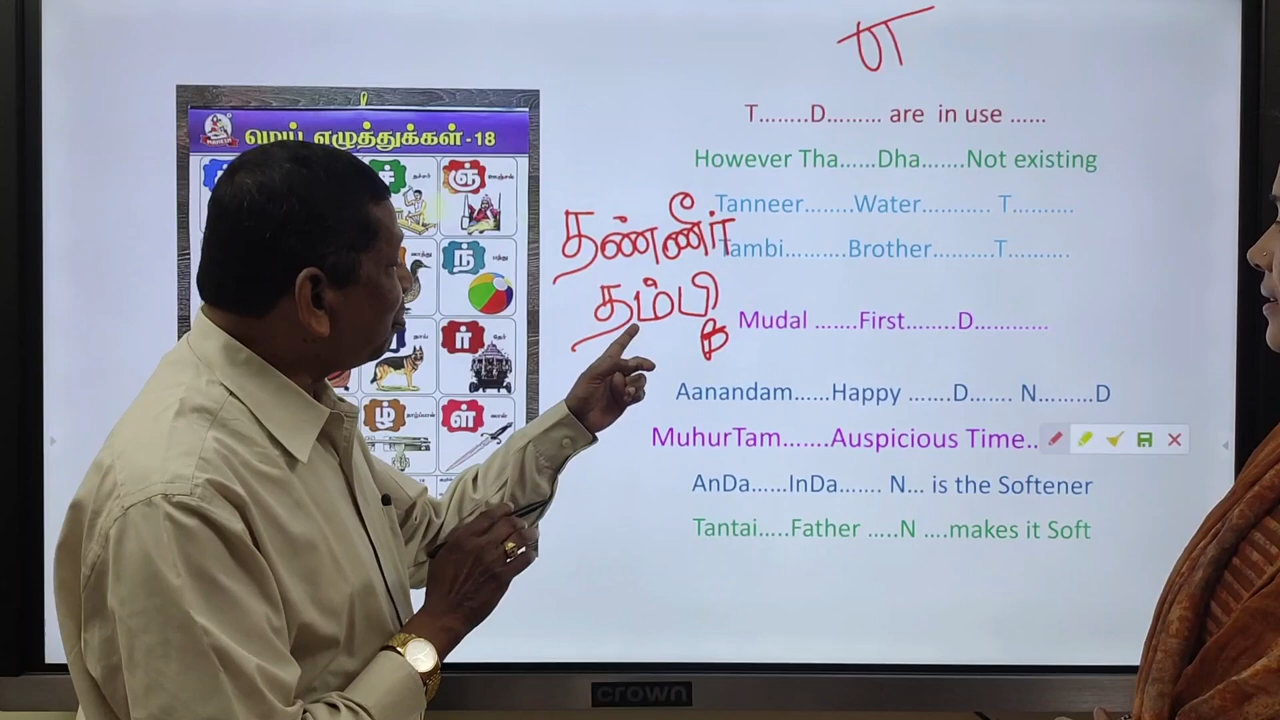 மெய் எழுத்துக்கள்-18
ஞ்
ந்
ர்
ழ்
ள்
தண்ணீர்
தம்பி
B
T........D......... are in use ......
However Tha......Dha.......Not existing
Tanneer........Water........... T..........
Tambi..........Brother..........T..........
Mudal .......First........D............
Aanandam......Happy ........D....... N.........D
MuhurTam.......Auspicious Time..
AnDa......InDa....... N... is the Softener
Tantai.....Father .....N ....makes it Soft
crown